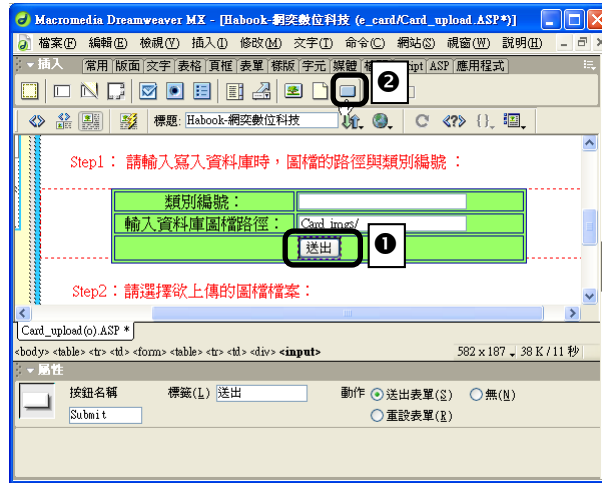 Macromedia Dreamweaver MX - [Habook-網奕數位科技 (e_card/Card_upload.ASP*)]
檔案(F) 編輯(E) 檢視(V) 插入(I) 修改(M) 文字(T) 命令(C) 網站(S) 視窗(W) 說明(H)
插入 常用 版面 文字 表格 頁框 表單 樣版 字元 媒體 ASP 應用程式
2
標題: Habook-網奕數位科技
Step1： 請輸入寫入資料庫時，圖檔的路徑與類別編號 ：
類別編號：
輸入資料庫圖檔路徑： Card_imgs/
送出 1
Step2：請選擇欲上傳的圖檔檔案：
Card_upload(o).ASP *
<body> <table> <tr> <td> <form> <table> <tr> <td> <div> <input> 582 x 187 38 K / 11 秒
屬性
按鈕名稱 標籤(L) 送出 動作 送出表單(S) 無(N)
Submit 重設表單(R)